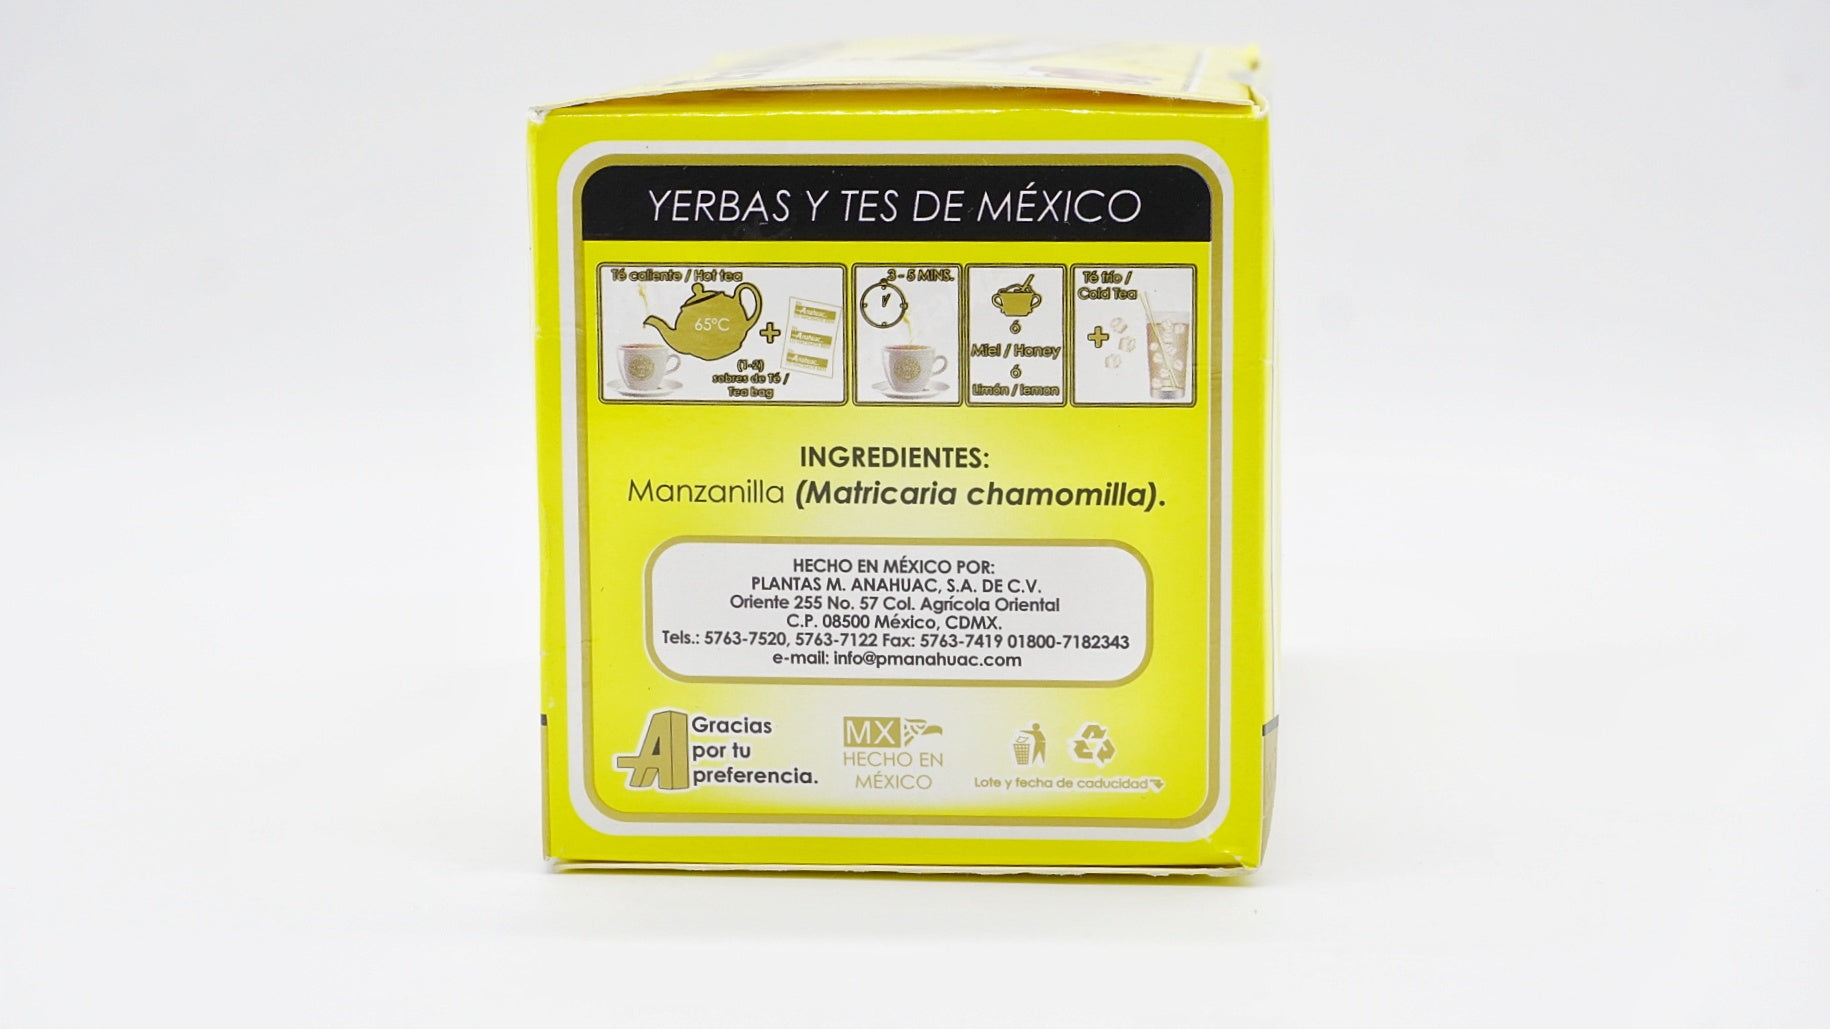 YERBAS Y TES DE MÉXICO
Té caliente / Hot tea
65°C
(1-2)
sobres de Té /
Tea bag
Anahuac
Anahuac
Anahuac
3 - 5 MINS.
ó
Miel / Honey
ó
Limón / lemon
Té frío /
Cold Tea
INGREDIENTES:
Manzanilla (Matricaria chamomilla).
HECHO EN MÉXICO POR:
PLANTAS M. ANAHUAC, S.A. DE C.V.
Oriente 255 No. 57 Col. Agrícola Oriental
C.P. 08500 México, CDMX.
Tels.: 5763-7520, 5763-7122 Fax: 5763-7419 01800-7182343
e-mail: info@pmanahuac.com
A
Gracias
por tu
preferencia.
MX
HECHO EN
MÉXICO
Lote y fecha de caducidad